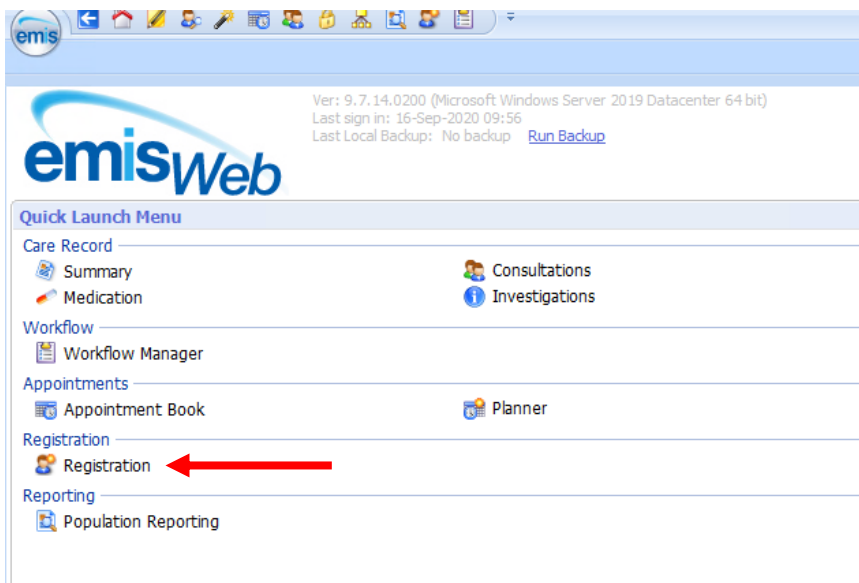 emis
Ver: 9.7.14.0200 (Microsoft Windows Server 2019 Datacenter 64 bit)
Last sign in: 16-Sep-2020 09:56
Last Local Backup: No backup Run Backup
emisWeb
Quick Launch Menu
Care Record
Summary Consultations
Medication Investigations
Workflow
Workflow Manager
Appointments
Appointment Book Planner
Registration
Registration
Reporting
Population Reporting